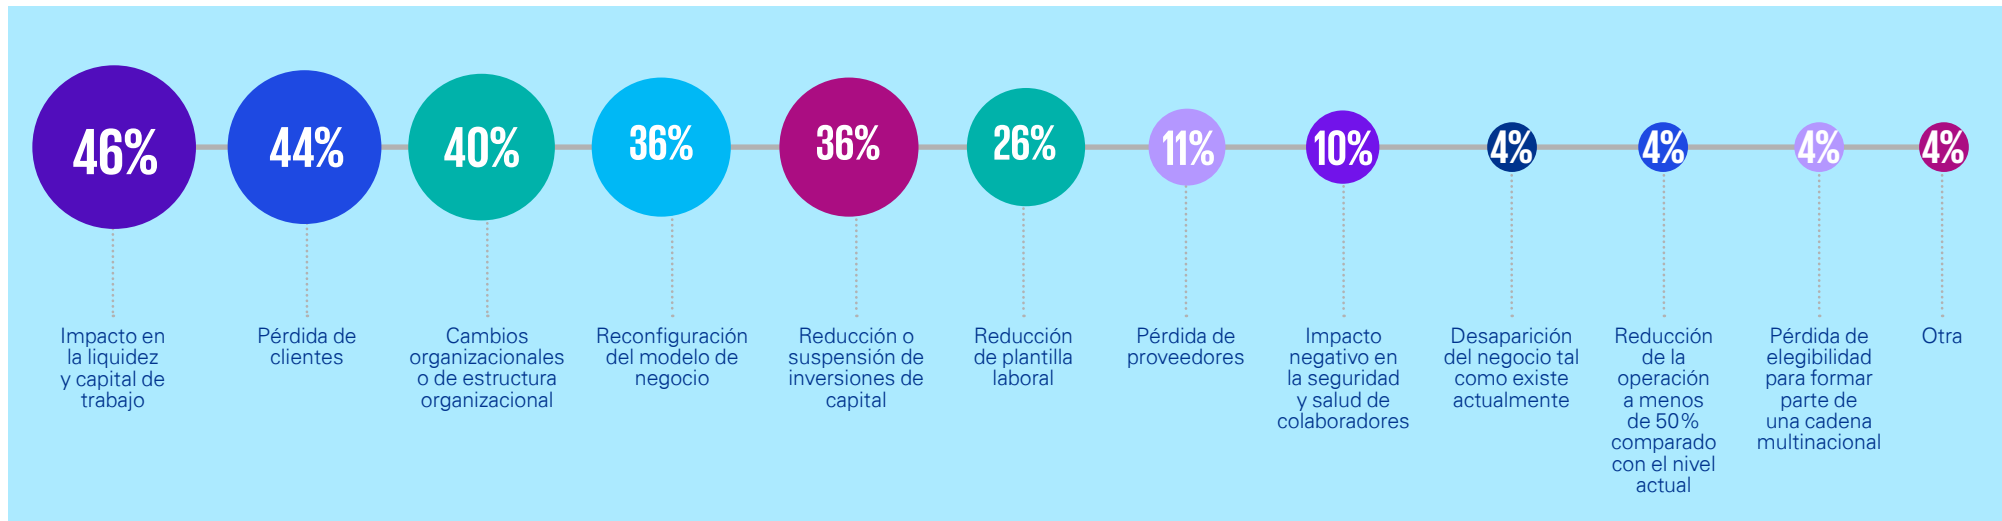 46%
44%
40%
36%
36%
26%
11%
10%
4%
4%
4%
4%
Impacto en
la liquidez
y capital de
trabajo
Pérdida de
clientes
Cambios
organizacionales
o de estructura
organizacional
Reconfiguración
del modelo de
negocio
Reducción o
suspensión de
inversiones de
capital
Reducción
de plantilla
laboral
Pérdida de
proveedores
Impacto
negativo en
la seguridad
y salud de
colaboradores
Desaparición
del negocio tal
como existe
actualmente
Reducción
de la
operación
a menos
de 50%
comparado
con el nivel
actual
Pérdida de
elegibilidad
para formar
parte de
una cadena
multinacional
Otra